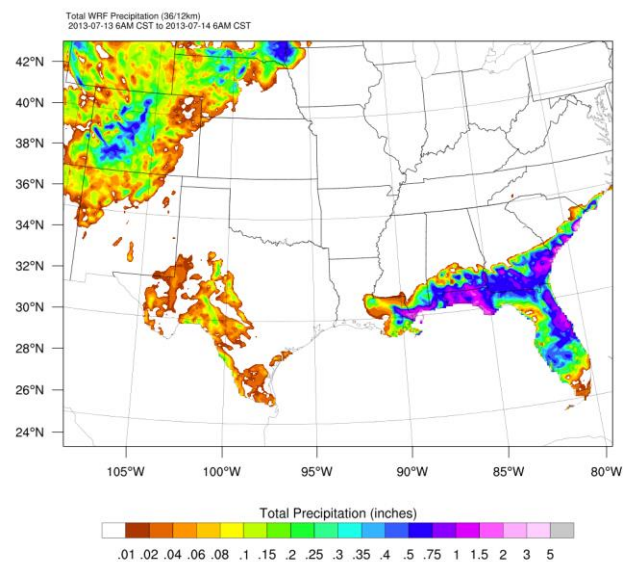 Total WRF Precipitation (36/12km)
2013-07-13 6AM CST to 2013-07-14 6AM CST
42°N
40°N
38°N
36°N
34°N
32°N
30°N
28°N
26°N
24°N
105°W 100°W 95°W 90°W 85°W 80°W
Total Precipitation (inches)
.01 .02 .04 .06 .08 .1 .15 .2 .25 .3 .35 .4 .5 .75 1 1.5 2 3 5